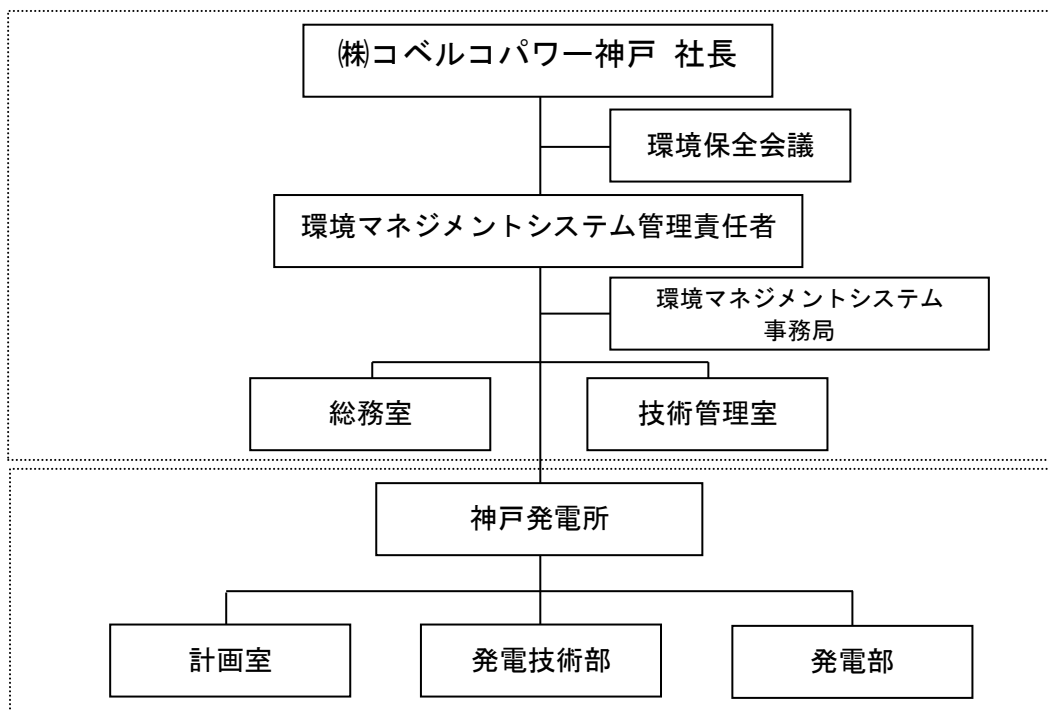 ㈱コベルコパワー神戸 社長
環境保全会議
環境マネジメントシステム管理責任者
環境マネジメントシステム
事務局
総務室
技術管理室
神戸発電所
計画室
発電技術部
発電部